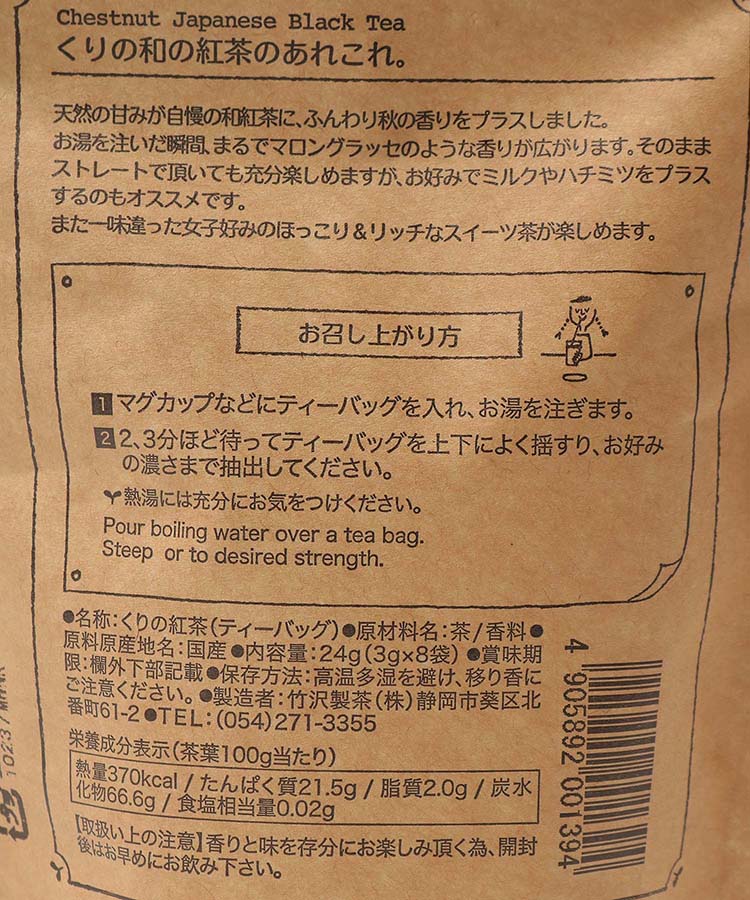 Chestnut Japanese Black Tea
くりの和の紅茶のあれこれ。
天然の甘みが自慢の和紅茶に、ふんわり秋の香りをプラスしました。
お湯を注いだ瞬間、まるでマロングラッセのような香りが広がります。そのまま
ストレートで頂いても充分楽しめますが、お好みでミルクやハチミツをプラス
するのもオススメです。
また一味違った女子好みのほっこり＆リッチなスイーツ茶が楽しめます。
お召し上がり方
1 マグカップなどにティーバッグを入れ、お湯を注ぎます。
2 2、3分ほど待ってティーバッグを上下によく揺すり、お好み
の濃さまで抽出してください。
熱湯には充分にお気をつけください。
Pour boiling water over a tea bag.
Steep or to desired strength.
●名称：くりの紅茶（ティーバッグ）●原材料名：茶/香料●
原料原産地名：国産●内容量：24g（3g×8袋）●賞味期
限：欄外下部記載●保存方法：高温多湿を避け、移り香に
ご注意ください。●製造者：竹沢製茶（株）静岡市葵区北
番町61-2●TEL：（054）271-3355
栄養成分表示（茶葉100g当たり）
熱量370kcal / たんぱく質21.5g / 脂質2.0g / 炭水
化物66.6g / 食塩相当量0.02g
【取扱い上の注意】香りと味を存分にお楽しみ頂く為、開封
後はお早めにお飲み下さい。
4 905892 001394